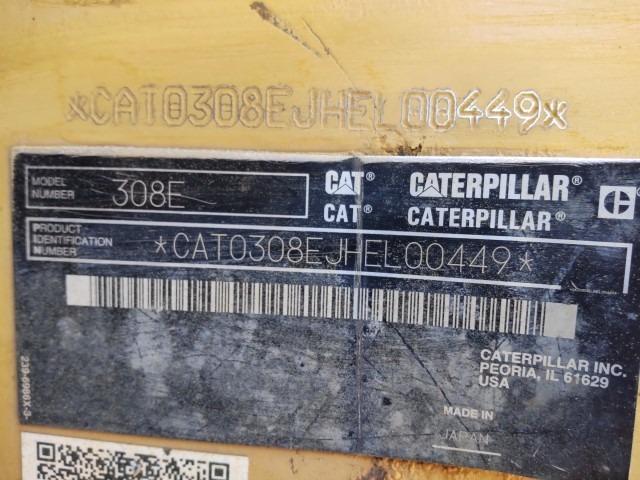 *CAT0308EJHEL00449*
MODEL NUMBER 308E
CAT® CATERPILLAR®
CAT® CATERPILLAR®
PRODUCT IDENTIFICATION NUMBER *CAT0308EJHEL00449*
CATERPILLAR INC.
PEORIA, IL 61629
USA
MADE IN
JAPAN